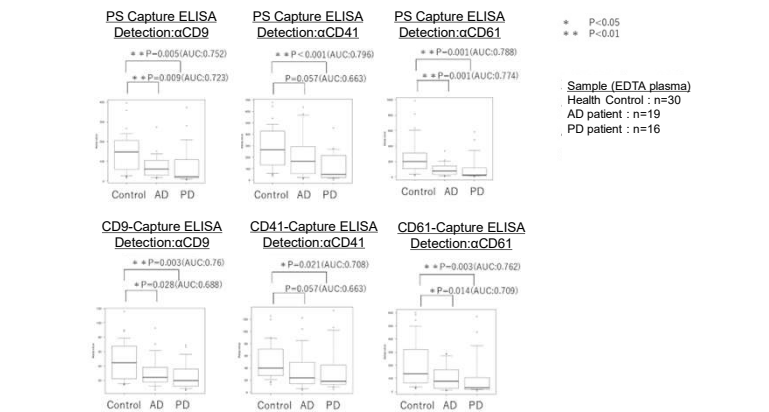 PS Capture ELISA
Detection:αCD9
PS Capture ELISA
Detection:αCD41
PS Capture ELISA
Detection:αCD61
* P<0.05
** P<0.01
**P=0.005(AUC:0.752)
**P=0.009(AUC:0.723)
**P<0.001(AUC:0.796)
P=0.057(AUC:0.663)
**P=0.001(AUC:0.788)
**P=0.001(AUC:0.774)
Sample (EDTA plasma)
Health Control : n=30
AD patient : n=19
PD patient : n=16
Control AD PD
Control AD PD
Control AD PD
CD9-Capture ELISA
Detection:αCD9
CD41-Capture ELISA
Detection:αCD41
CD61-Capture ELISA
Detection:αCD61
**P=0.003(AUC:0.76)
*P=0.028(AUC:0.688)
*P=0.021(AUC:0.708)
P=0.057(AUC:0.663)
**P=0.003(AUC:0.762)
*P=0.014(AUC:0.709)
Control AD PD
Control AD PD
Control AD PD